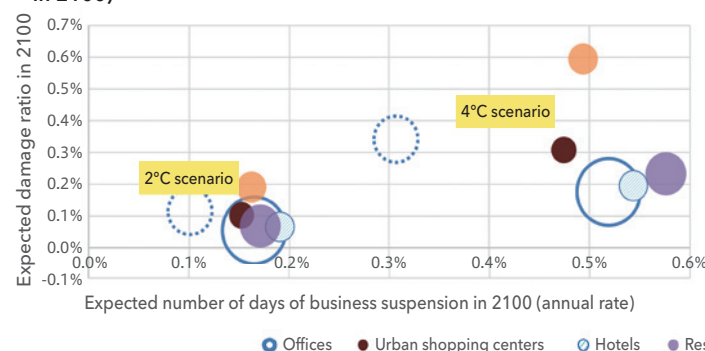 Expected damage ratio in 2100
0.7%
0.6%
0.5%
0.4%
0.3%
0.2%
0.1%
0.0%
-0.1%
4°C scenario
2°C scenario
0.0% 0.1% 0.2% 0.3% 0.4% 0.5% 0.6%
Expected number of days of business suspension in 2100 (annual rate)
Offices Urban shopping centers Hotels Res